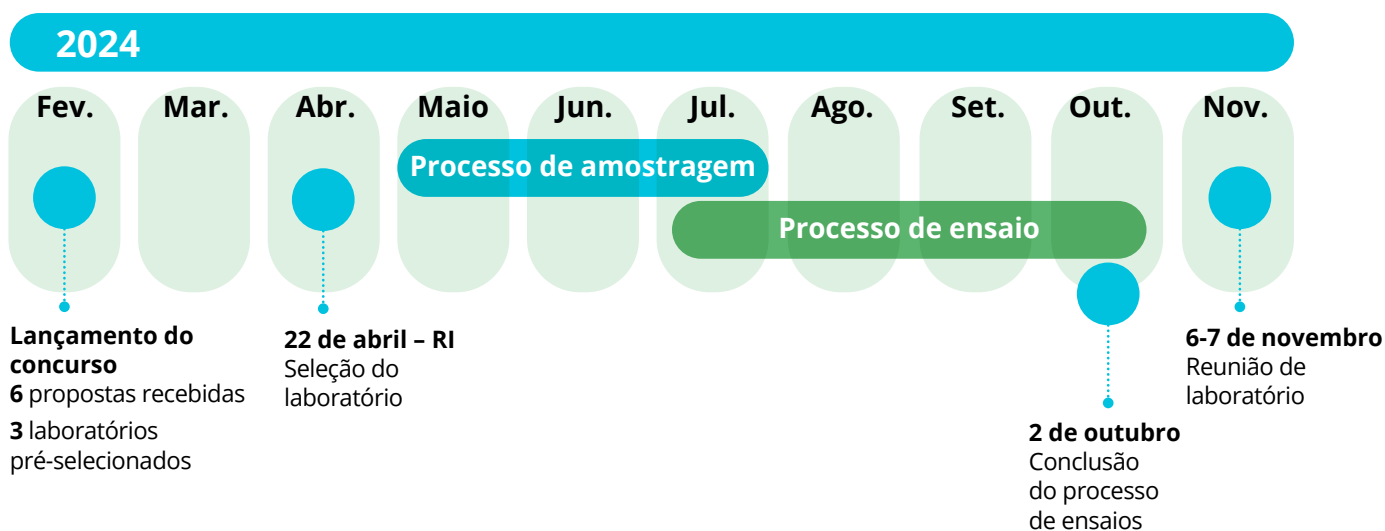 2024
Fev.
Mar.
Abr.
Maio
Jun.
Jul.
Ago.
Set.
Out.
Nov.
Processo de amostragem
Processo de ensaio
Lançamento do
concurso
6 propostas recebidas
3 laboratórios
pré-selecionados
22 de abril – RI
Seleção do
laboratório
2 de outubro
Conclusão
do processo
de ensaios
6-7 de novembro
Reunião de
laboratório